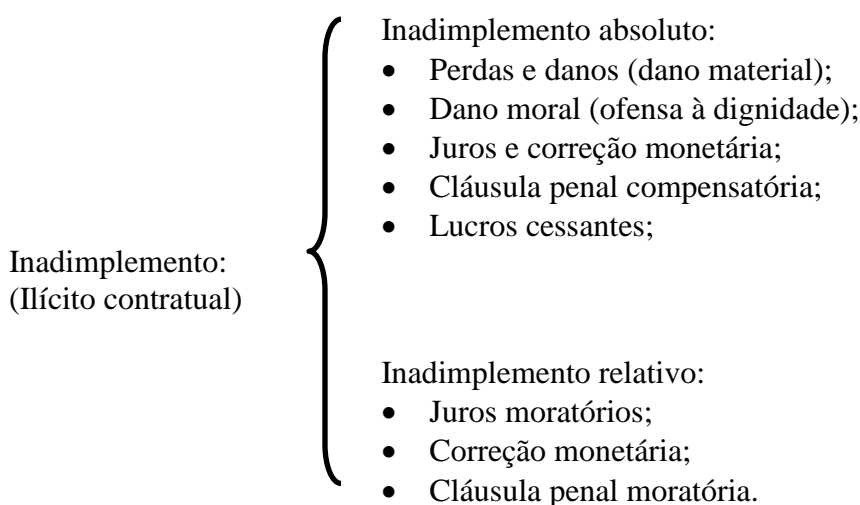 Inadimplemento:
(Ilícito contratual)
Inadimplemento absoluto:
• Perdas e danos (dano material);
• Dano moral (ofensa à dignidade);
• Juros e correção monetária;
• Cláusula penal compensatória;
• Lucros cessantes;
Inadimplemento relativo:
• Juros moratórios;
• Correção monetária;
• Cláusula penal moratória.